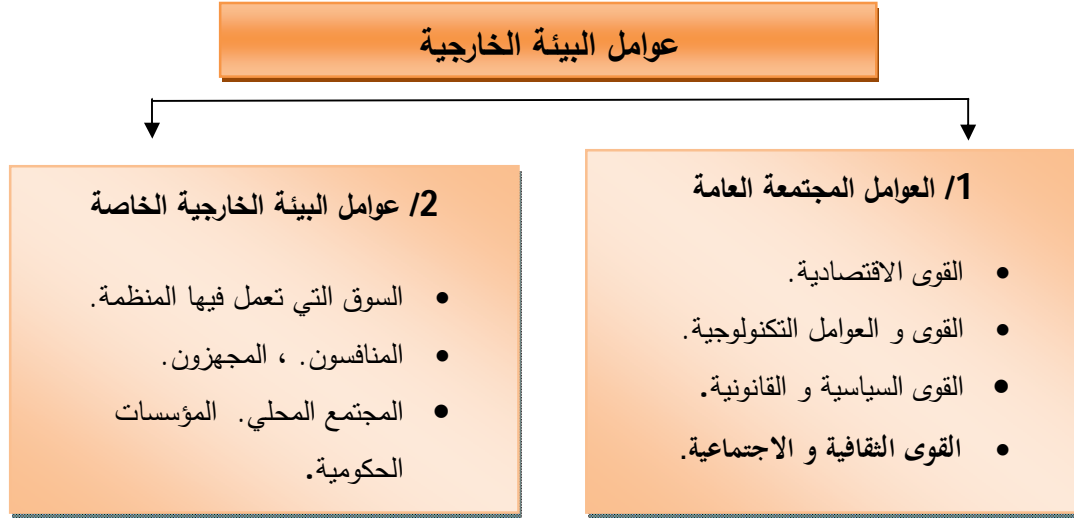 عوامل البيئة الخارجية
1/ العوامل المجتمعة العامة
• القوى الاقتصادية.
• القوى و العوامل التكنولوجية.
• القوى السياسية و القانونية.
• القوى الثقافية و الاجتماعية.
2/ عوامل البيئة الخارجية الخاصة
• السوق التي تعمل فيها المنظمة.
• المنافسون. ، المجهزون.
• المجتمع المحلي. المؤسسات
الحكومية.